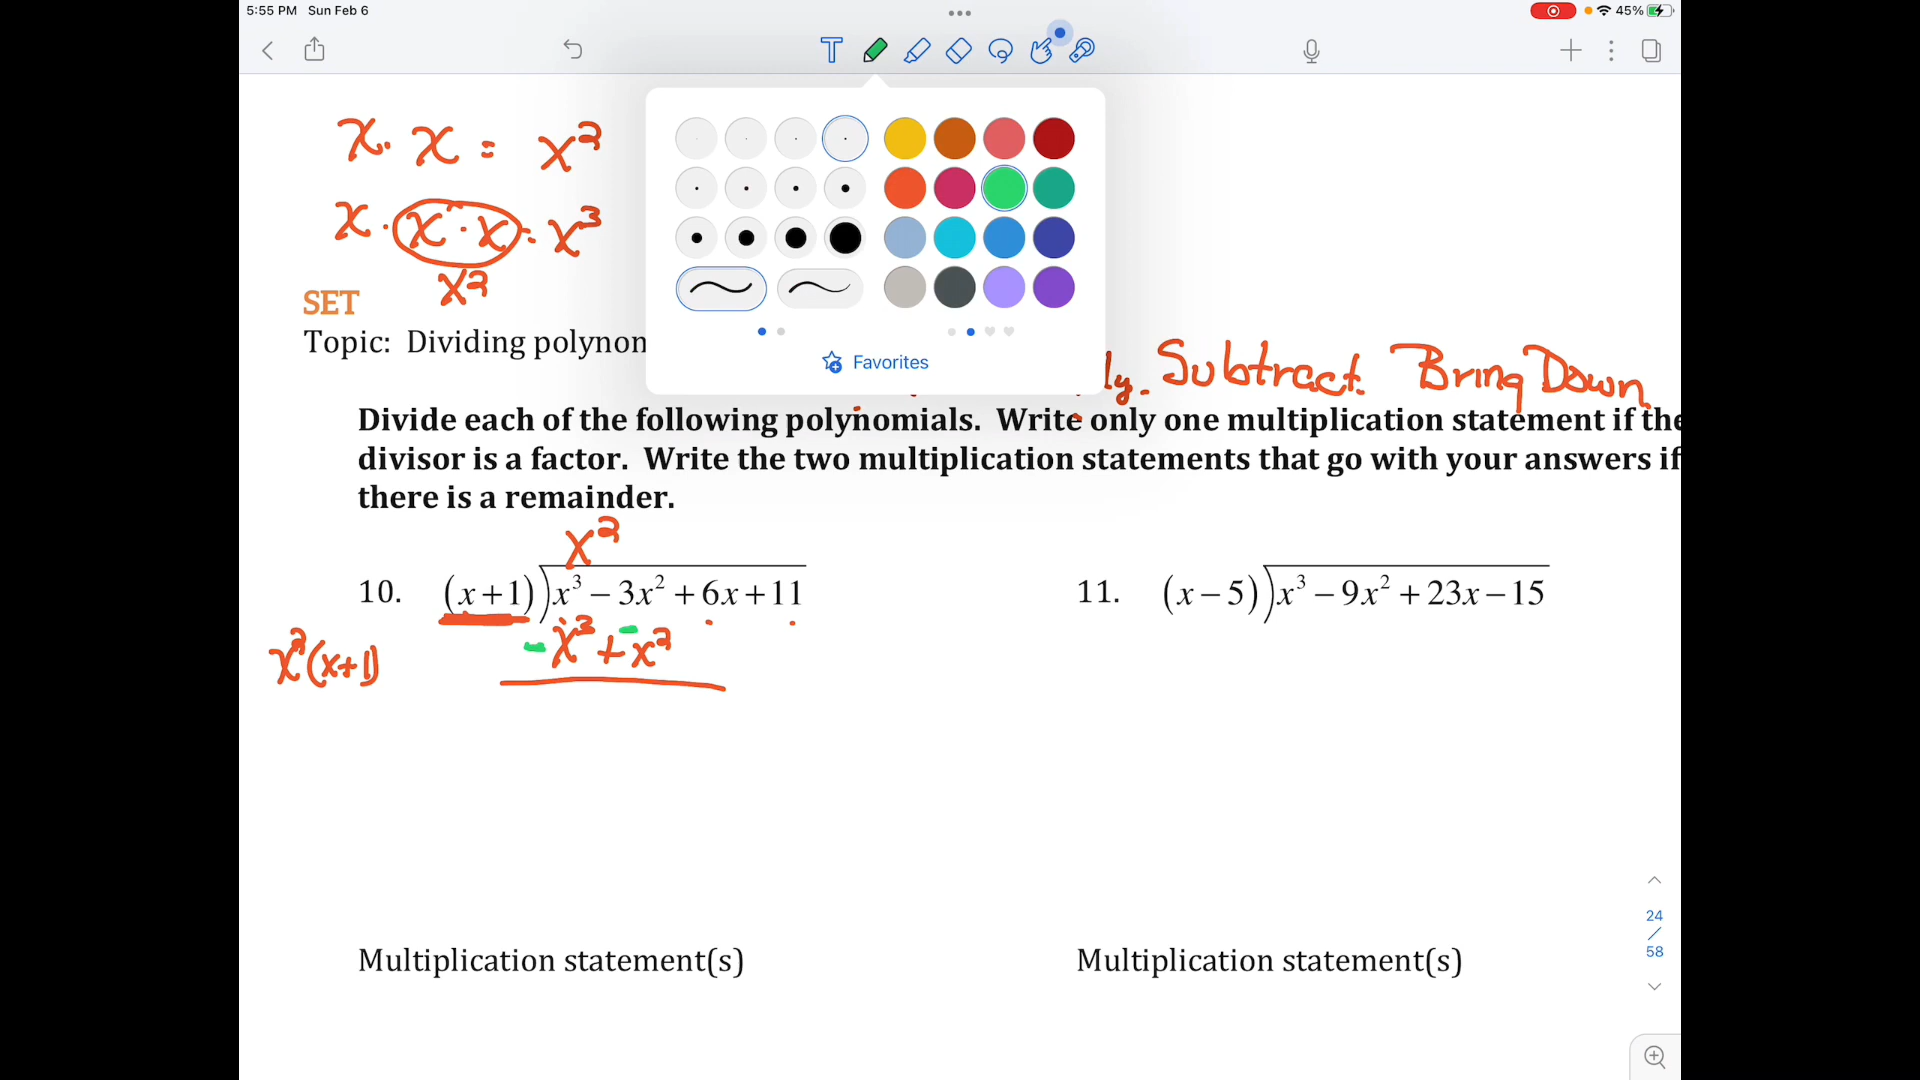 5:55 PM Sun Feb 6
45%
T
x · x = x²
x · x · x = x³
x²
SET
Topic: Dividing polynom
Favorites
ly. Subtract. Bring Down
Divide each of the following polynomials. Write only one multiplication statement if the
divisor is a factor. Write the two multiplication statements that go with your answers if
there is a remainder.
x²
10. (x+1))x³ − 3x² + 6x + 11
11. (x − 5))x³ − 9x² + 23x − 15
x²(x+1)
- x³ + - x²
24
/
58
Multiplication statement(s)
Multiplication statement(s)